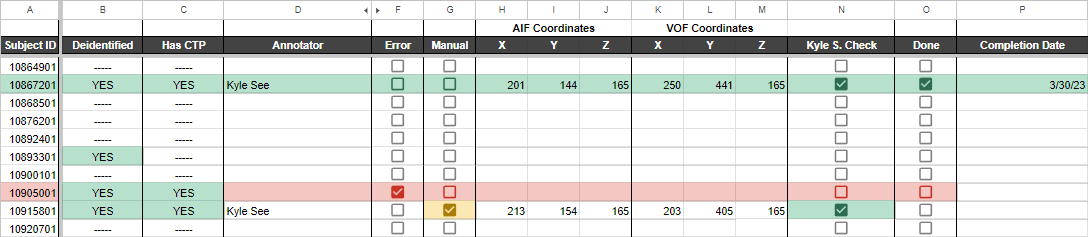 A B C D F G H I J K L M N O P
AIF Coordinates VOF Coordinates
Subject ID Deidentified Has CTP Annotator Error Manual X Y Z X Y Z Kyle S. Check Done Completion Date
10864901 ----- -----
10867201 YES YES Kyle See 201 144 165 250 441 165 3/30/23
10868501 ----- -----
10876201 ----- -----
10892401 ----- -----
10893301 YES -----
10900101 ----- -----
10905001 YES YES
10915801 YES YES Kyle See 213 154 165 203 405 165
10920701 ----- -----